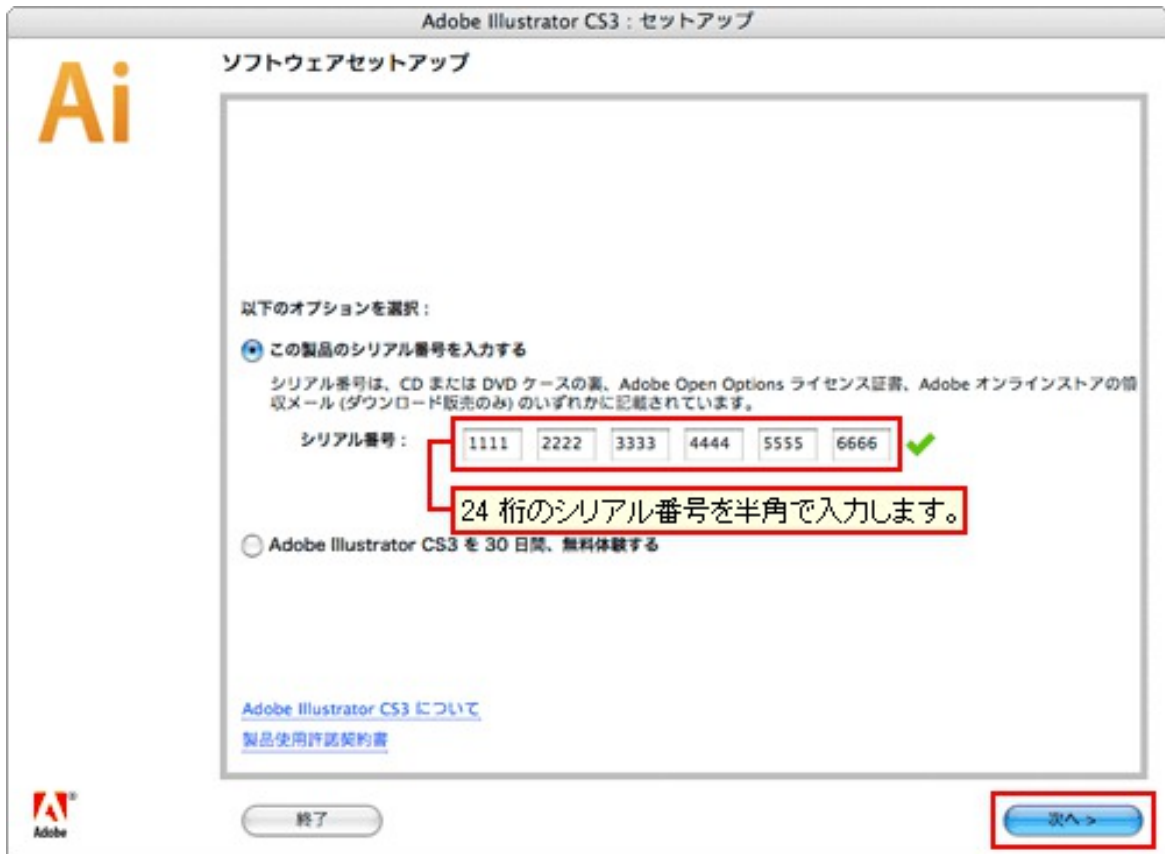 Adobe Illustrator CS3 : セットアップ
Ai
ソフトウェアセットアップ
以下のオプションを選択 :
この製品のシリアル番号を入力する
シリアル番号は、CD または DVD ケースの裏、Adobe Open Options ライセンス証書、Adobe オンラインストアの領
収メール (ダウンロード販売のみ) のいずれかに記載されています。
シリアル番号 : 1111 2222 3333 4444 5555 6666
24 桁のシリアル番号を半角で入力します。
Adobe Illustrator CS3 を 30 日間、無料体験する
Adobe Illustrator CS3 について
製品使用許諾契約書
Adobe
終了
次へ >